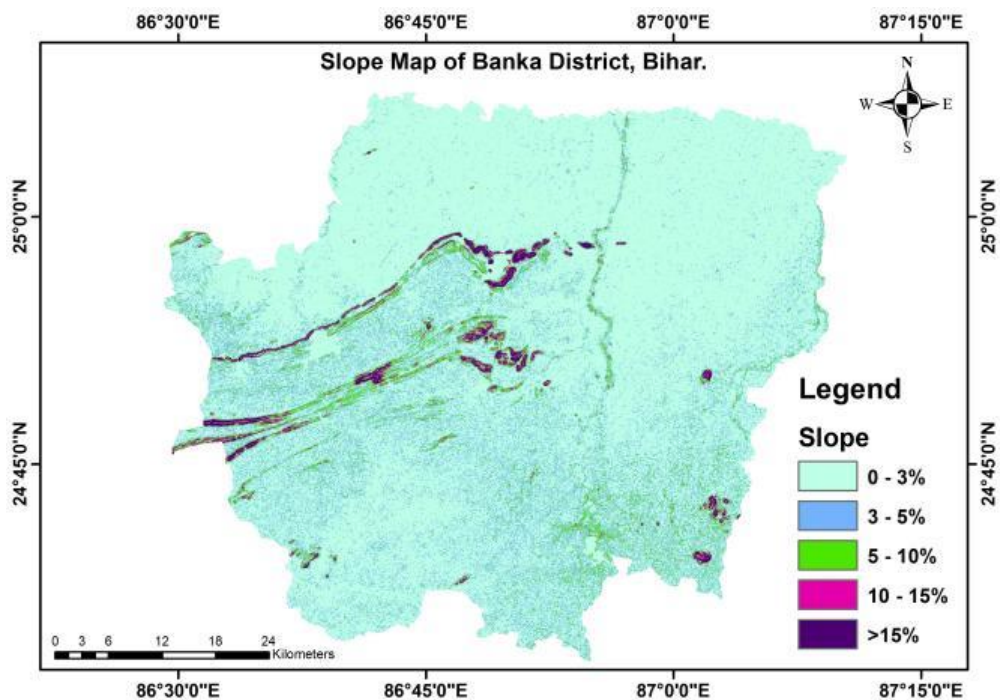 86°30'0"E 86°45'0"E 87°0'0"E 87°15'0"E
Slope Map of Banka District, Bihar.
N
W E
S
25°0'0"N 25°0'0"N
24°45'0"N 24°45'0"N
Legend
Slope
0 - 3%
3 - 5%
5 - 10%
10 - 15%
>15%
0 3 6 12 18 24
Kilometers
86°30'0"E 86°45'0"E 87°0'0"E 87°15'0"E